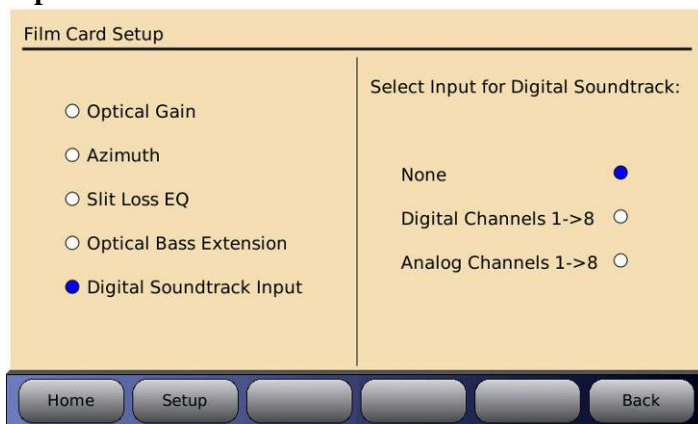 Film Card Setup
Optical Gain
Azimuth
Slit Loss EQ
Optical Bass Extension
Digital Soundtrack Input
Select Input for Digital Soundtrack:
None
Digital Channels 1->8
Analog Channels 1->8
Home
Setup
Back